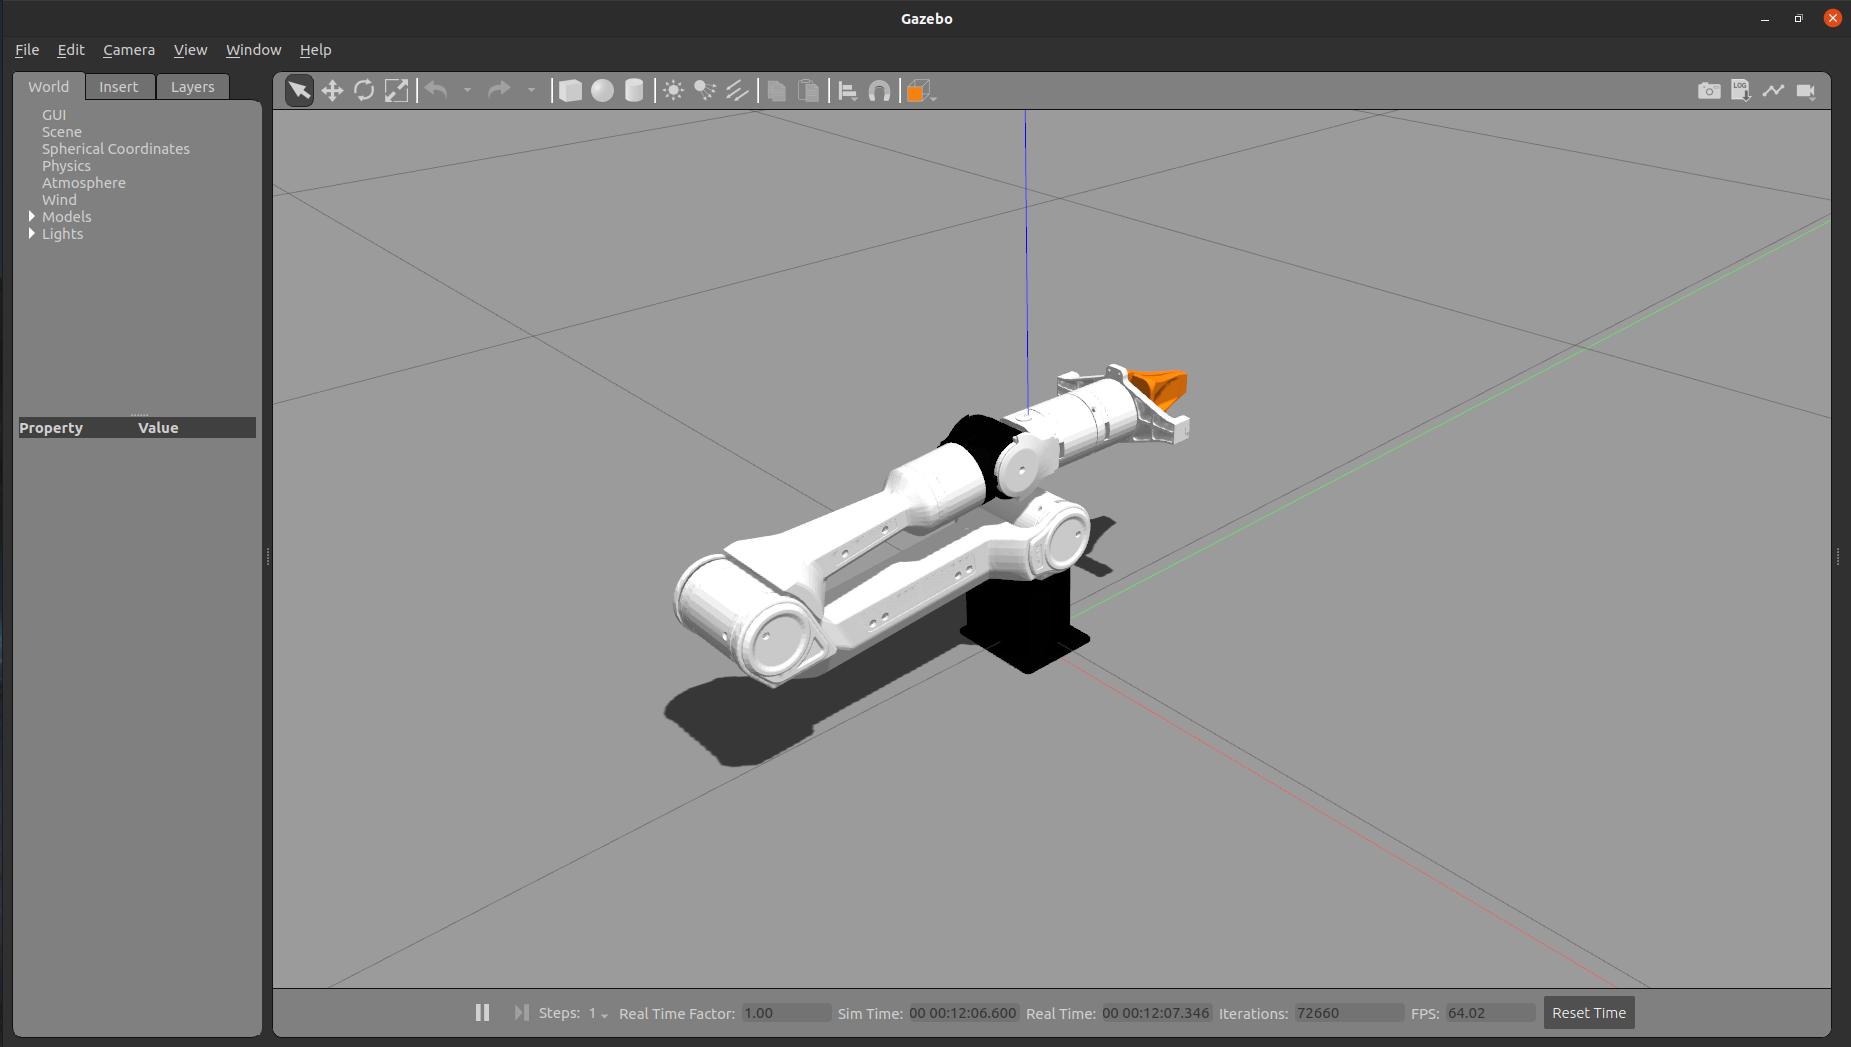 Gazebo
File Edit Camera View Window Help
World Insert Layers
GUI
Scene
Spherical Coordinates
Physics
Atmosphere
Wind
Models
Lights
Property Value
LOG
Steps: 1 Real Time Factor: 1.00 Sim Time: 00 00:12:06.600 Real Time: 00 00:12:07.346 Iterations: 72660 FPS: 64.02 Reset Time